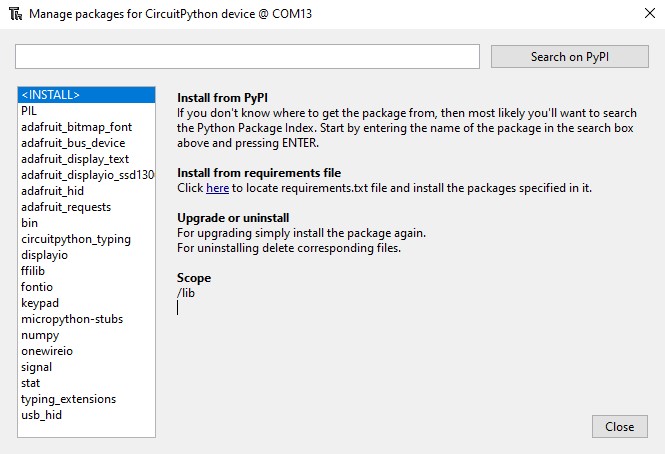 Manage packages for CircuitPython device @ COM13
Search on PyPI
<INSTALL>
PIL
adafruit_bitmap_font
adafruit_bus_device
adafruit_display_text
adafruit_displayio_ssd130
adafruit_hid
adafruit_requests
bin
circuitpython_typing
displayio
ffilib
fontio
keypad
micropython-stubs
numpy
onewireio
signal
stat
typing_extensions
usb_hid
Install from PyPI
If you don't know where to get the package from, then most likely you'll want to search
the Python Package Index. Start by entering the name of the package in the search box
above and pressing ENTER.
Install from requirements file
Click here to locate requirements.txt file and install the packages specified in it.
Upgrade or uninstall
For upgrading simply install the package again.
For uninstalling delete corresponding files.
Scope
/lib
Close